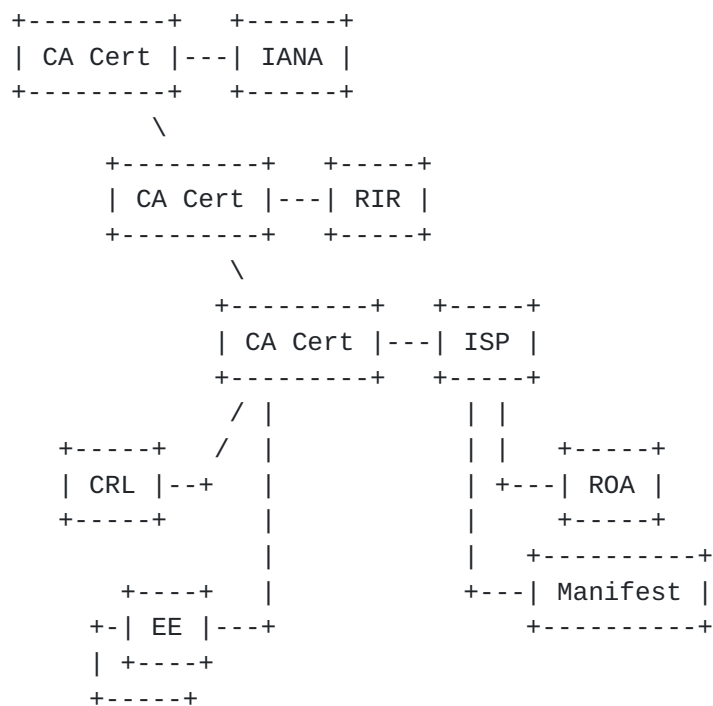 CA Cert IANA
CA Cert RIR
CA Cert ISP
CRL ROA
EE Manifest